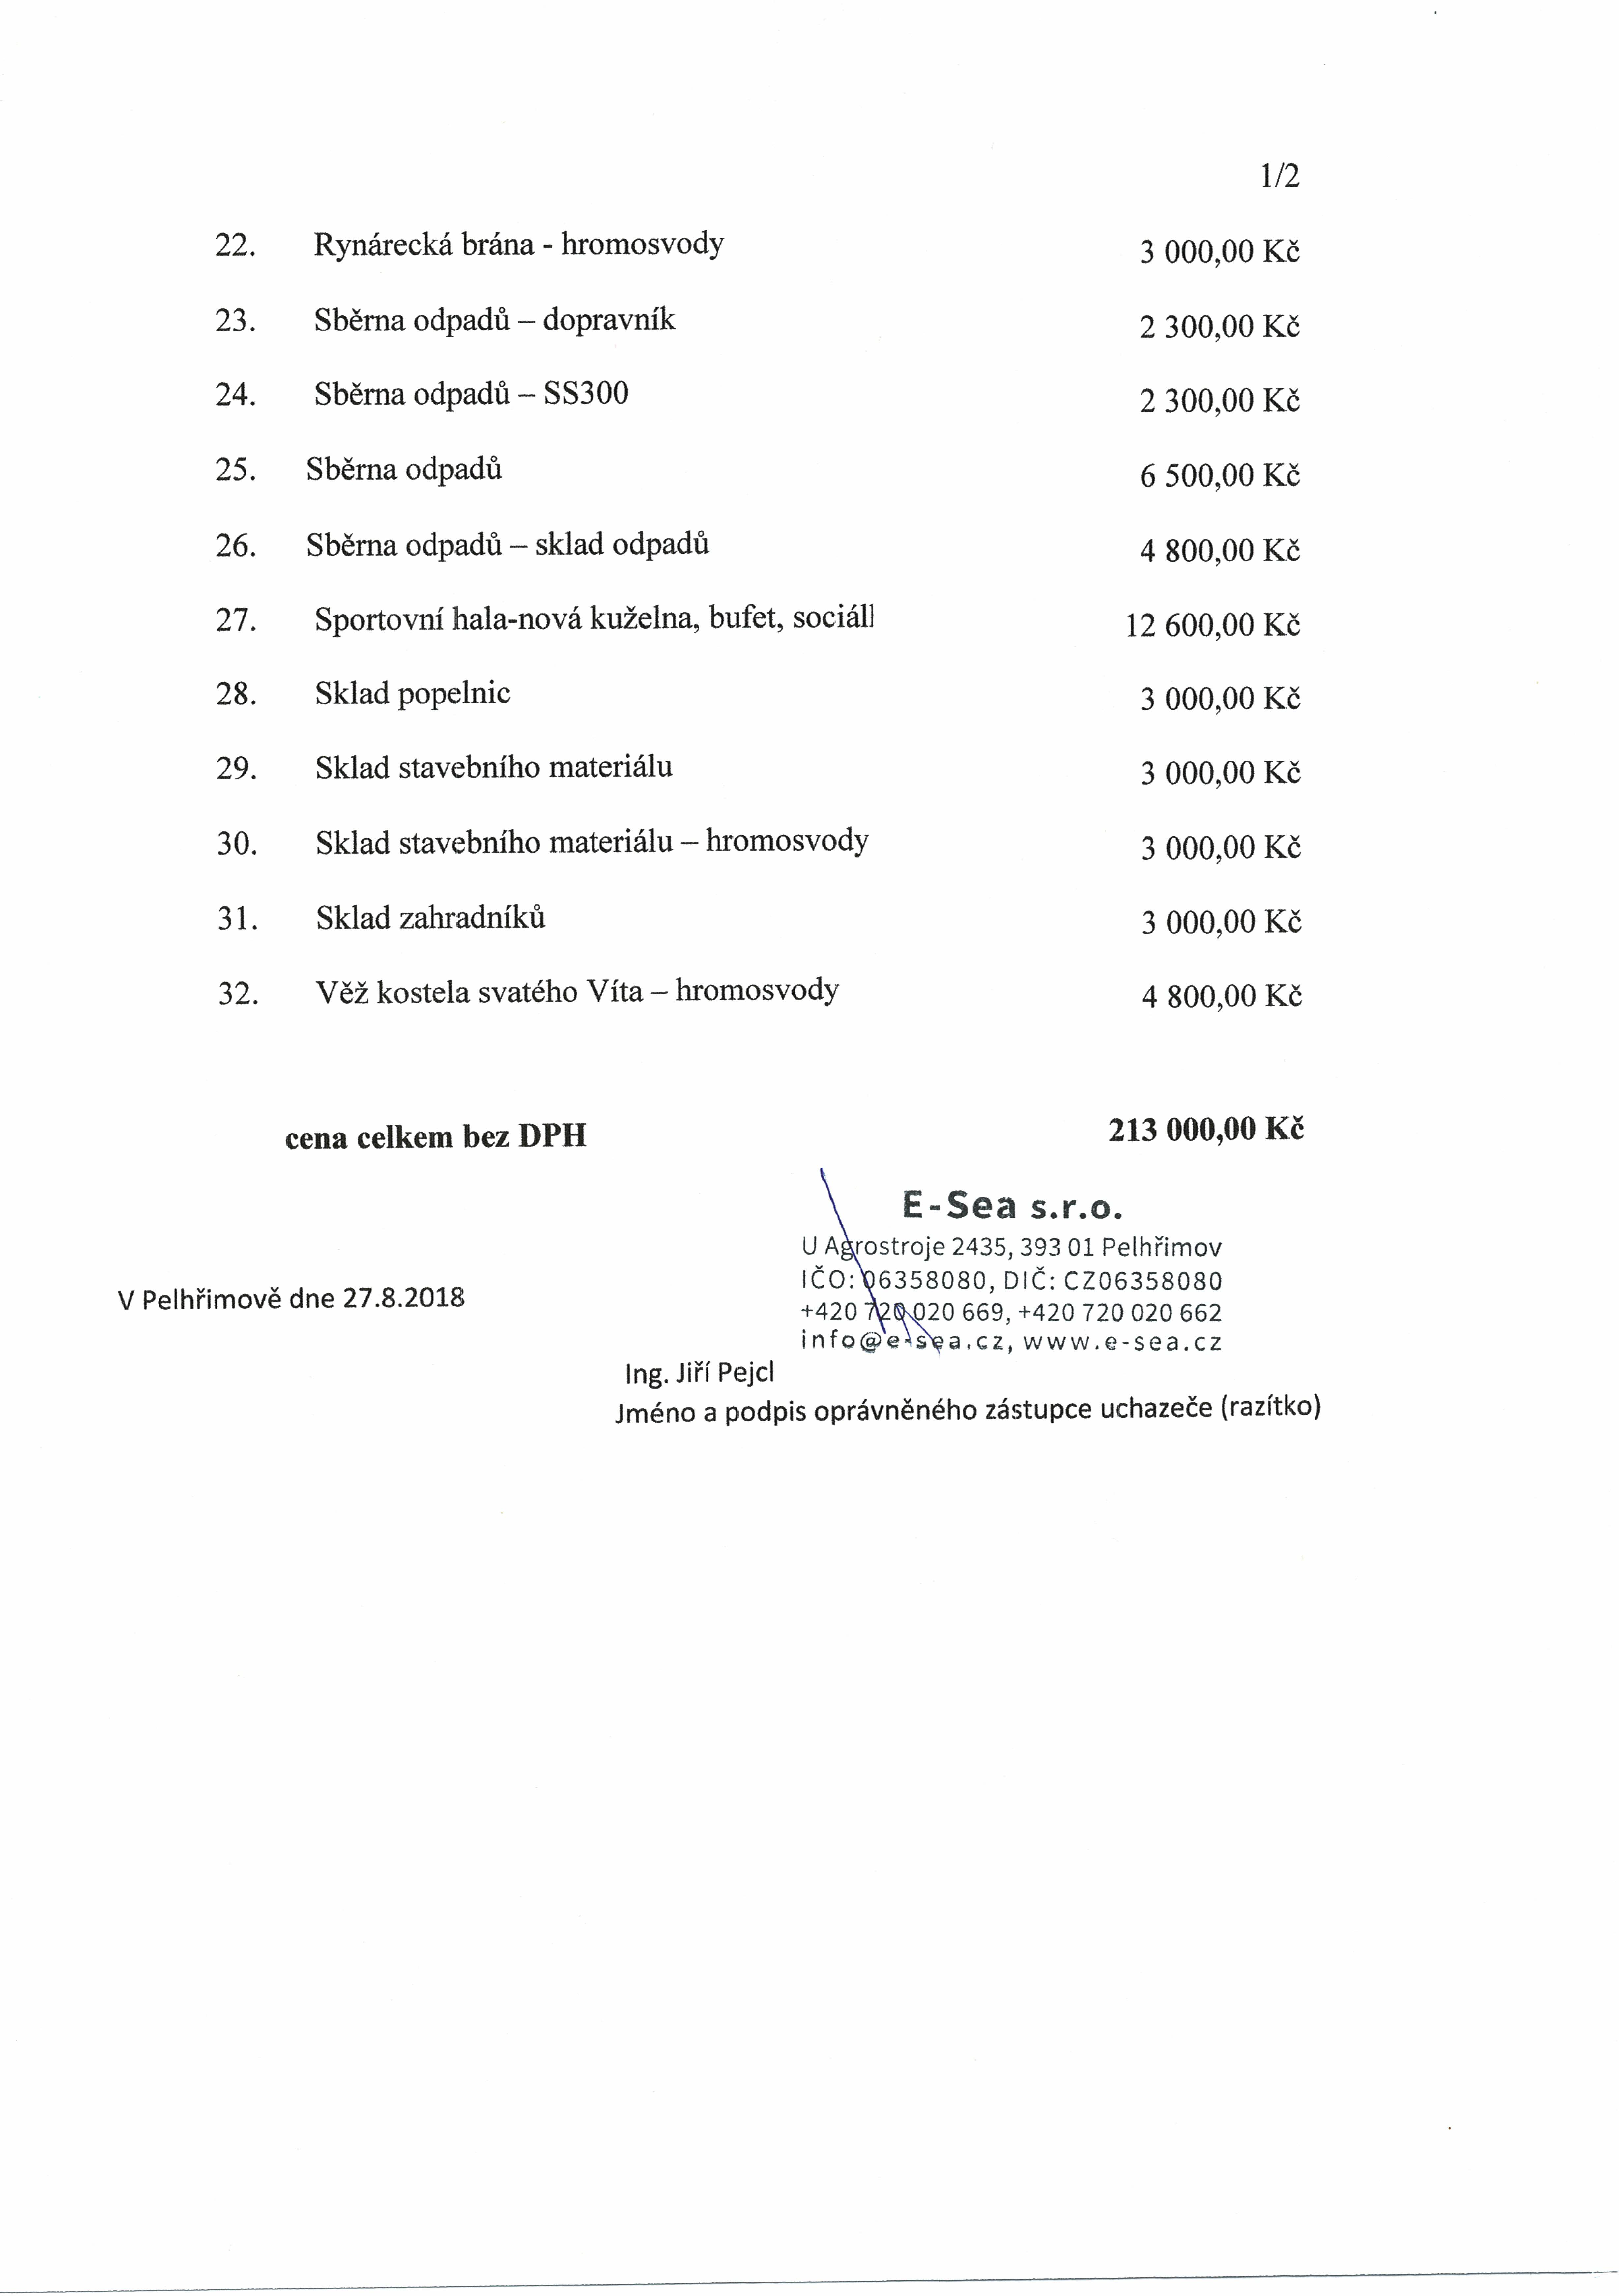 1/2
22. Rynárecká brána - hromosvody 3 000,00 Kč
23. Sběrna odpadů – dopravník 2 300,00 Kč
24. Sběrna odpadů – SS300 2 300,00 Kč
25. Sběrna odpadů 6 500,00 Kč
26. Sběrna odpadů – sklad odpadů 4 800,00 Kč
27. Sportovní hala-nová kuželna, bufet, sociáll 12 600,00 Kč
28. Sklad popelnic 3 000,00 Kč
29. Sklad stavebního materiálu 3 000,00 Kč
30. Sklad stavebního materiálu – hromosvody 3 000,00 Kč
31. Sklad zahradníků 3 000,00 Kč
32. Věž kostela svatého Víta – hromosvody 4 800,00 Kč
cena celkem bez DPH 213 000,00 Kč
E-Sea s.r.o.
U Agrostroje 2435, 393 01 Pelhřimov
IČO: 06358080, DIČ: CZ06358080
V Pelhřimově dne 27.8.2018
+420 720 020 669, +420 720 020 662
info@e-sea.cz, www.e-sea.cz
Ing. Jiří Pejcl
Jméno a podpis oprávněného zástupce uchazeče (razítko)